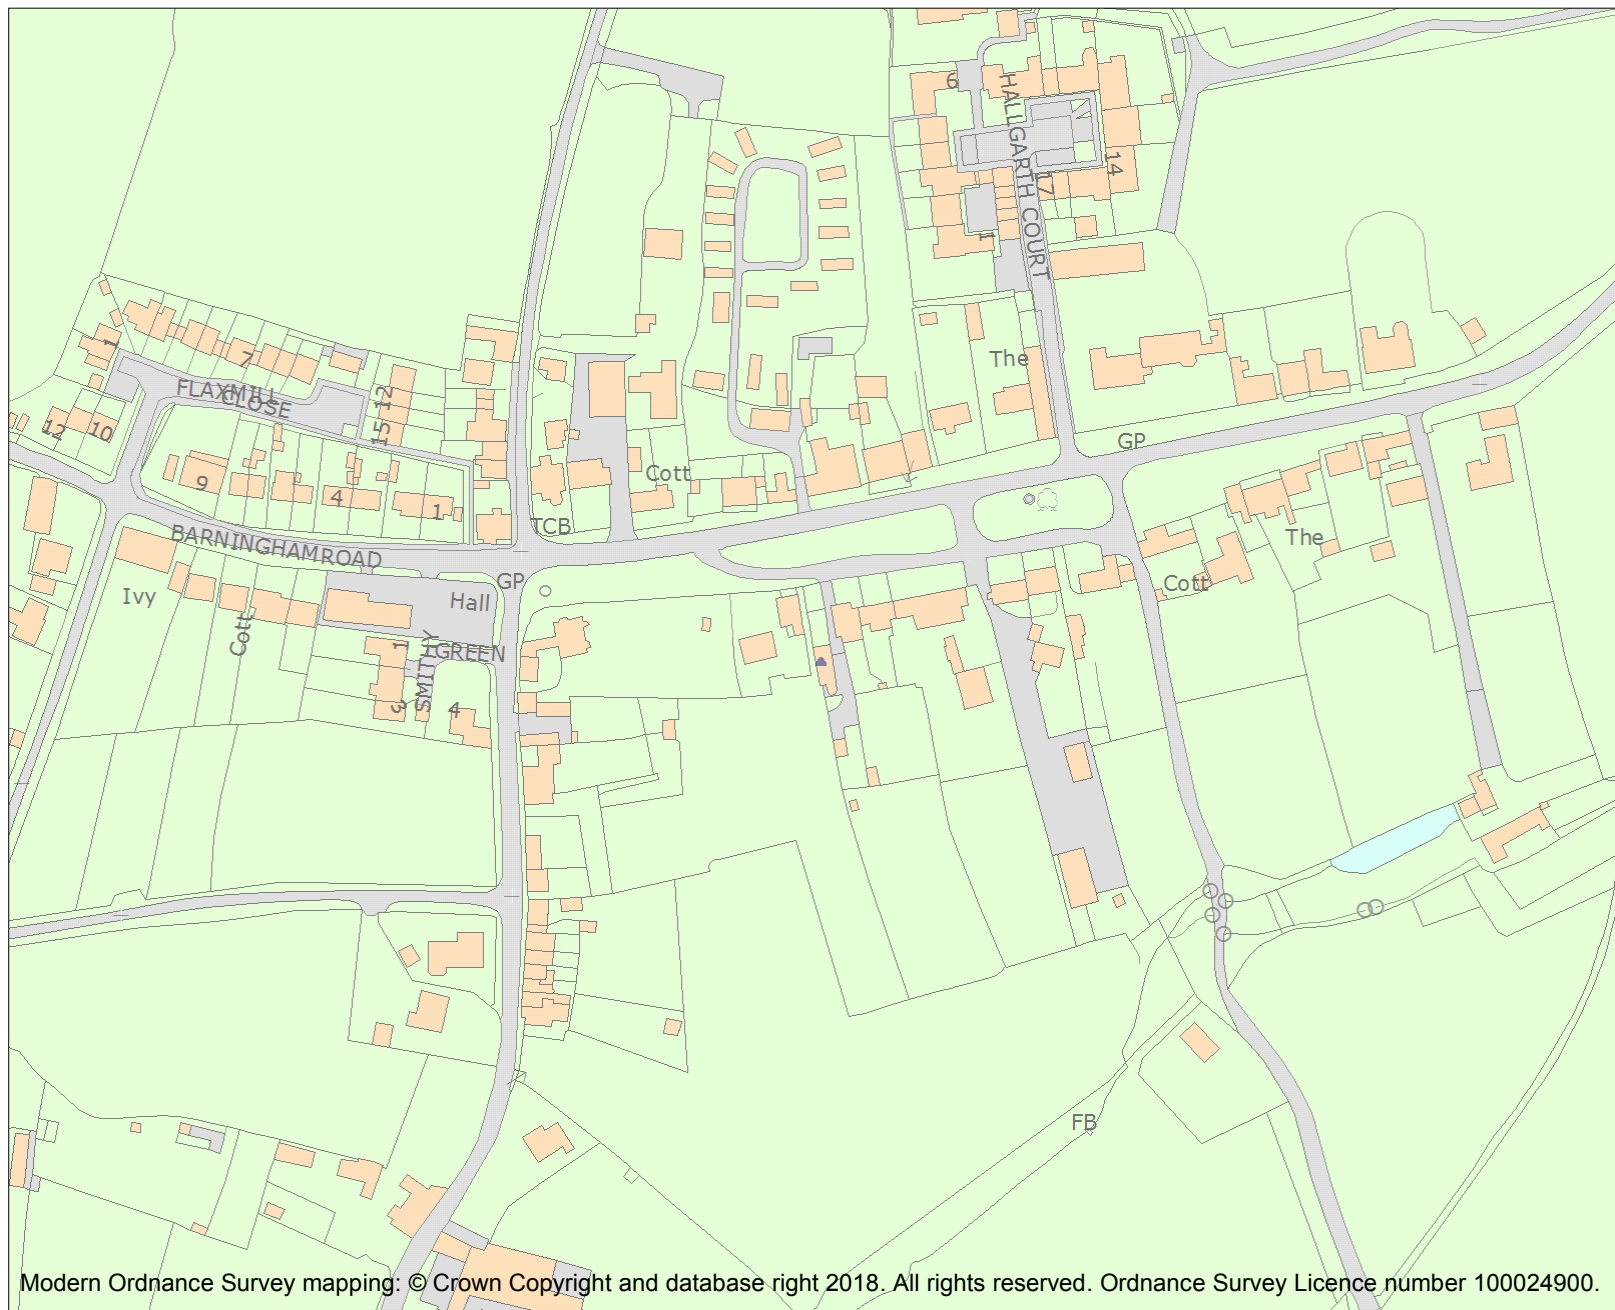 6
HALLGARTH COURT
14
17
1
The
1
7
FLAXMILL
CLOSE
12
15
12
10
9
4
1
Cott
GP
TCB
BARNINGHAM ROAD
GP
Ivy
Hall
Cott
1
GREEN
SMITHY
3
4
The
Cott
FB
Modern Ordnance Survey mapping: © Crown Copyright and database right 2018. All rights reserved. Ordnance Survey Licence number 100024900.